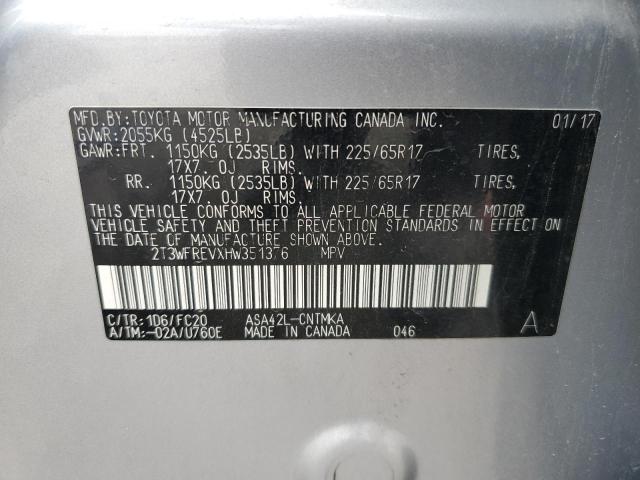 MFD.BY:TOYOTA MOTOR MANUFACTURING CANADA INC. 01/17
GVWR:2055KG (4525LB)
GAWR:FRT. 1150KG (2535LB) WITH 225/65R17 TIRES,
17X7.0J RIMS.
RR. 1150KG (2535LB) WITH 225/65R17 TIRES,
17X7.0J RIMS.
THIS VEHICLE CONFORMS TO ALL APPLICABLE FEDERAL MOTOR
VEHICLE SAFETY AND THEFT PREVENTION STANDARDS IN EFFECT ON
THE DATE OF MANUFACTURE SHOWN ABOVE.
2T3WFREVXHW351376 MPV
C/TR:1D6/FC20 ASA42L-CNTMKA
A/TM:-02A/U760E MADE IN CANADA 046 A